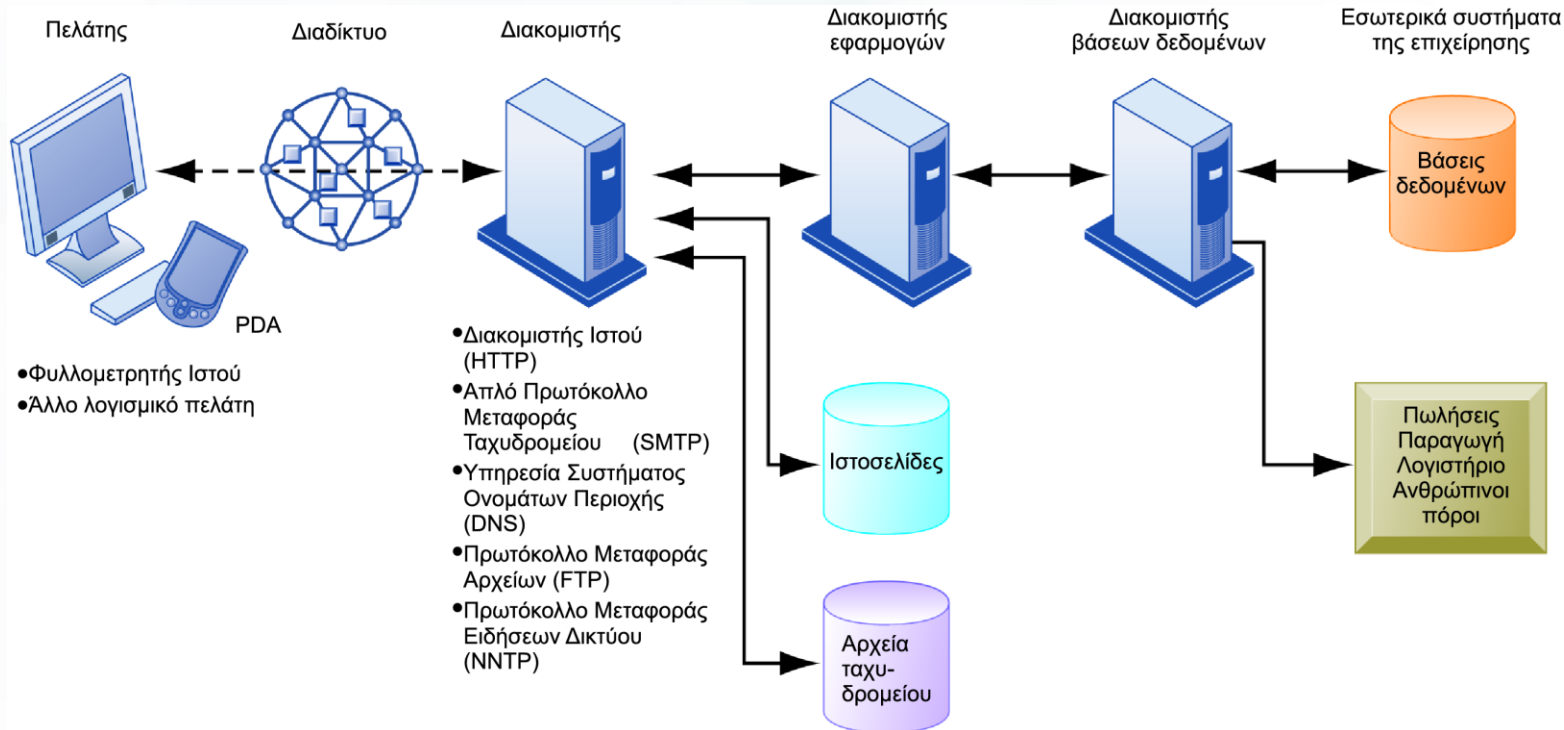 Πελάτης
Διαδίκτυο
Διακομιστής
Διακομιστής
εφαρμογών
Διακομιστής
βάσεων δεδομένων
Εσωτερικά συστήματα
της επιχείρησης
Βάσεις
δεδομένων
PDA
•Φυλλομετρητής Ιστού
•Άλλο λογισμικό πελάτη
•Διακομιστής Ιστού
(HTTP)
•Απλό Πρωτόκολλο
Μεταφοράς
Ταχυδρομείου (SMTP)
•Υπηρεσία Συστήματος
Ονομάτων Περιοχής
(DNS)
•Πρωτόκολλο Μεταφοράς
Αρχείων (FTP)
•Πρωτόκολλο Μεταφοράς
Ειδήσεων Δικτύου
(NNTP)
Ιστοσελίδες
Αρχεία
ταχυ-
δρομείου
Πωλήσεις
Παραγωγή
Λογιστήριο
Ανθρώπινοι
πόροι